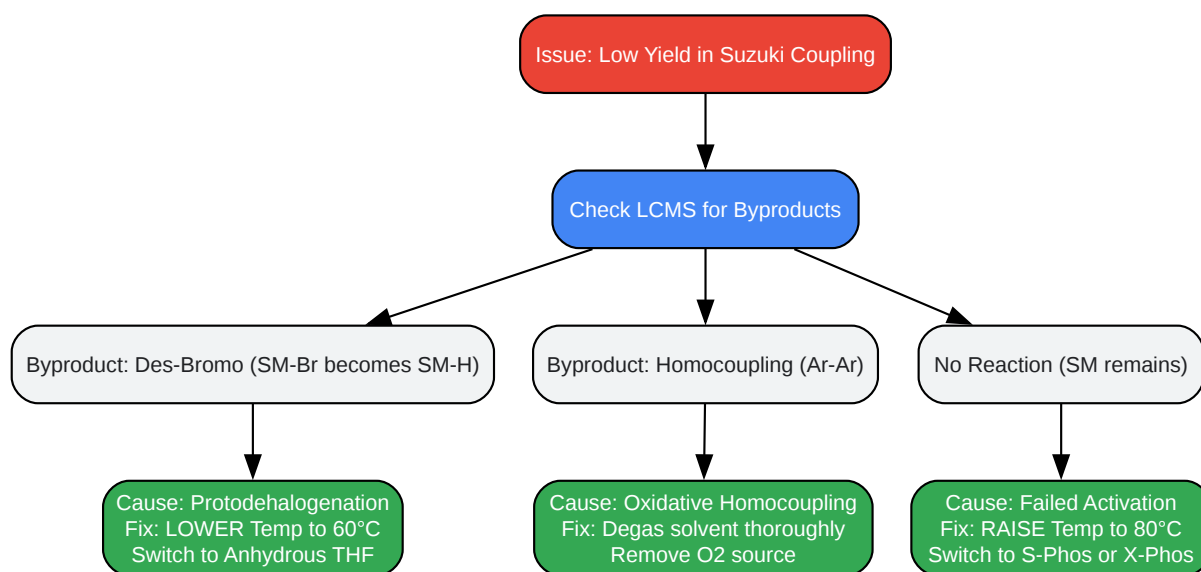 Issue: Low Yield in Suzuki Coupling
Check LCMS for Byproducts
Byproduct: Des-Bromo (SM-Br becomes SM-H)
Byproduct: Homocoupling (Ar-Ar)
No Reaction (SM remains)
Cause: Protodehalogenation
Fix: LOWER Temp to 60°C
Switch to Anhydrous THF
Cause: Oxidative Homocoupling
Fix: Degas solvent thoroughly
Remove O2 source
Cause: Failed Activation
Fix: RAISE Temp to 80°C
Switch to S-Phos or X-Phos